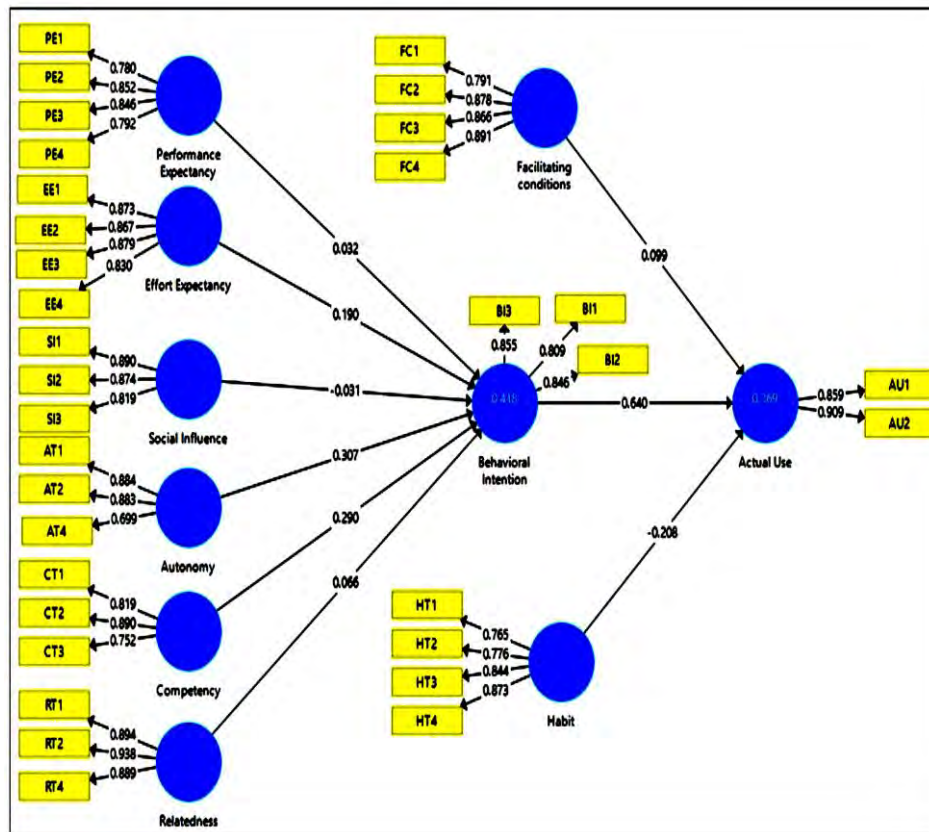 PE1
PE2
PE3
PE4
0.780
0.852
0.846
0.792
Performance
Expectancy
EE1
EE2
EE3
EE4
0.873
0.867
0.879
0.830
Effort Expectancy
SI1
SI2
SI3
0.890
0.874
0.819
Social Influence
AT1
AT2
AT4
0.884
0.883
0.699
Autonomy
CT1
CT2
CT3
0.819
0.890
0.752
Competency
RT1
RT2
RT4
0.894
0.938
0.889
Relatedness
0.032
0.190
-0.031
0.307
0.290
0.066
FC1
FC2
FC3
FC4
0.791
0.878
0.866
0.891
Facilitating
conditions
0.099
BI3
BI1
BI2
0.855
0.809
0.846
0.418
Behavioral
Intention
0.640
0.369
Actual Use
0.859
0.909
AU1
AU2
-0.208
HT1
HT2
HT3
HT4
0.765
0.776
0.844
0.873
Habit